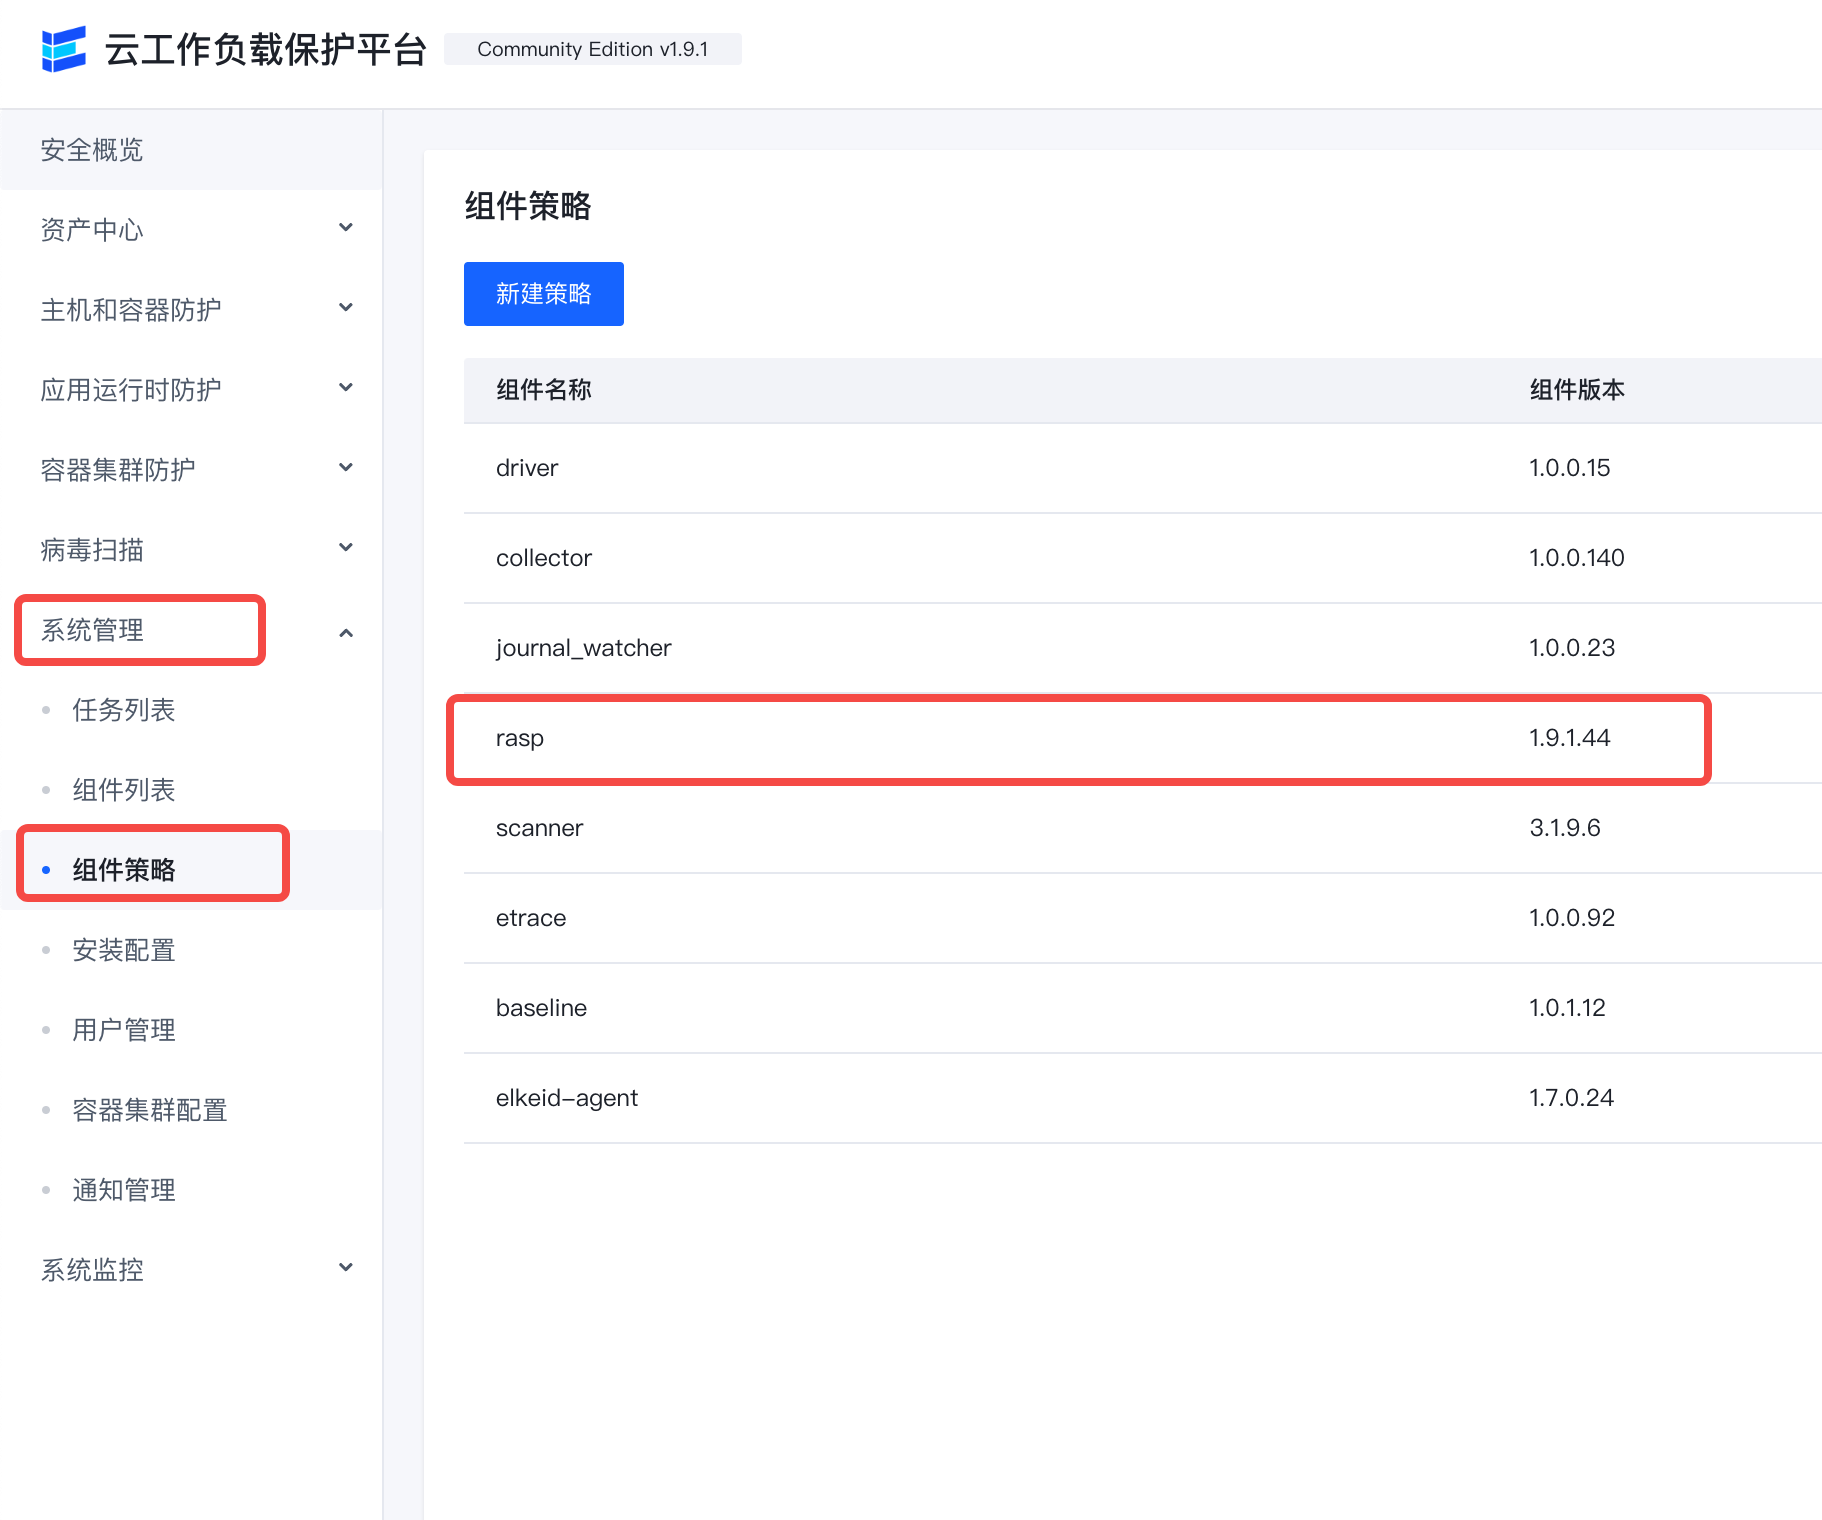 云工作负载保护平台 Community Edition v1.9.1
安全概览
资产中心
主机和容器防护
应用运行时防护
容器集群防护
病毒扫描
系统管理
任务列表
组件列表
组件策略
安装配置
用户管理
容器集群配置
通知管理
系统监控
组件策略
新建策略
组件名称 组件版本
driver 1.0.0.15
collector 1.0.0.140
journal_watcher 1.0.0.23
rasp 1.9.1.44
scanner 3.1.9.6
etrace 1.0.0.92
baseline 1.0.1.12
elkeid-agent 1.7.0.24